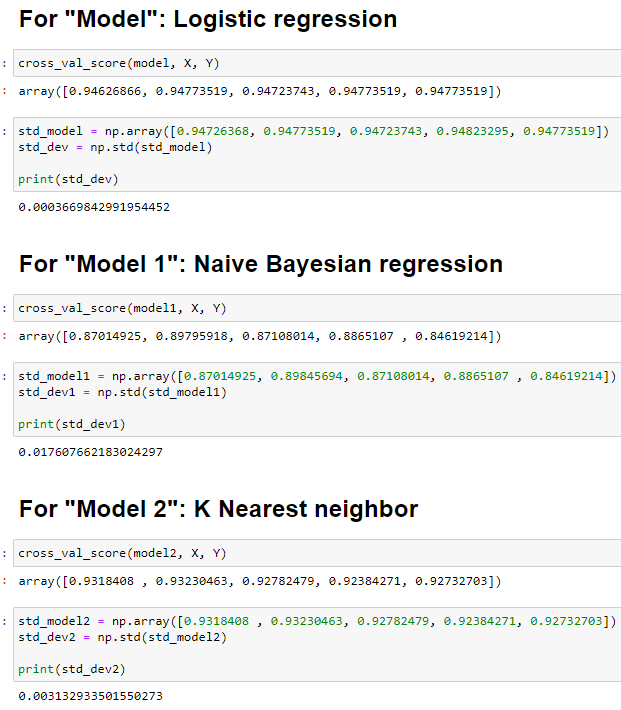 For "Model": Logistic regression
: cross_val_score(model, X, Y)
: array([0.94626866, 0.94773519, 0.94723743, 0.94773519, 0.94773519])
: std_model = np.array([0.94726368, 0.94773519, 0.94723743, 0.94823295, 0.94773519])
std_dev = np.std(std_model)
print(std_dev)
0.0003669842991954452
For "Model 1": Naive Bayesian regression
: cross_val_score(model1, X, Y)
: array([0.87014925, 0.89795918, 0.87108014, 0.8865107 , 0.84619214])
: std_model1 = np.array([0.87014925, 0.89845694, 0.87108014, 0.8865107 , 0.84619214])
std_dev1 = np.std(std_model1)
print(std_dev1)
0.017607662183024297
For "Model 2": K Nearest neighbor
: cross_val_score(model2, X, Y)
: array([0.9318408 , 0.93230463, 0.92782479, 0.92384271, 0.92732703])
: std_model2 = np.array([0.9318408 , 0.93230463, 0.92782479, 0.92384271, 0.92732703])
std_dev2 = np.std(std_model2)
print(std_dev2)
0.003132933501550273